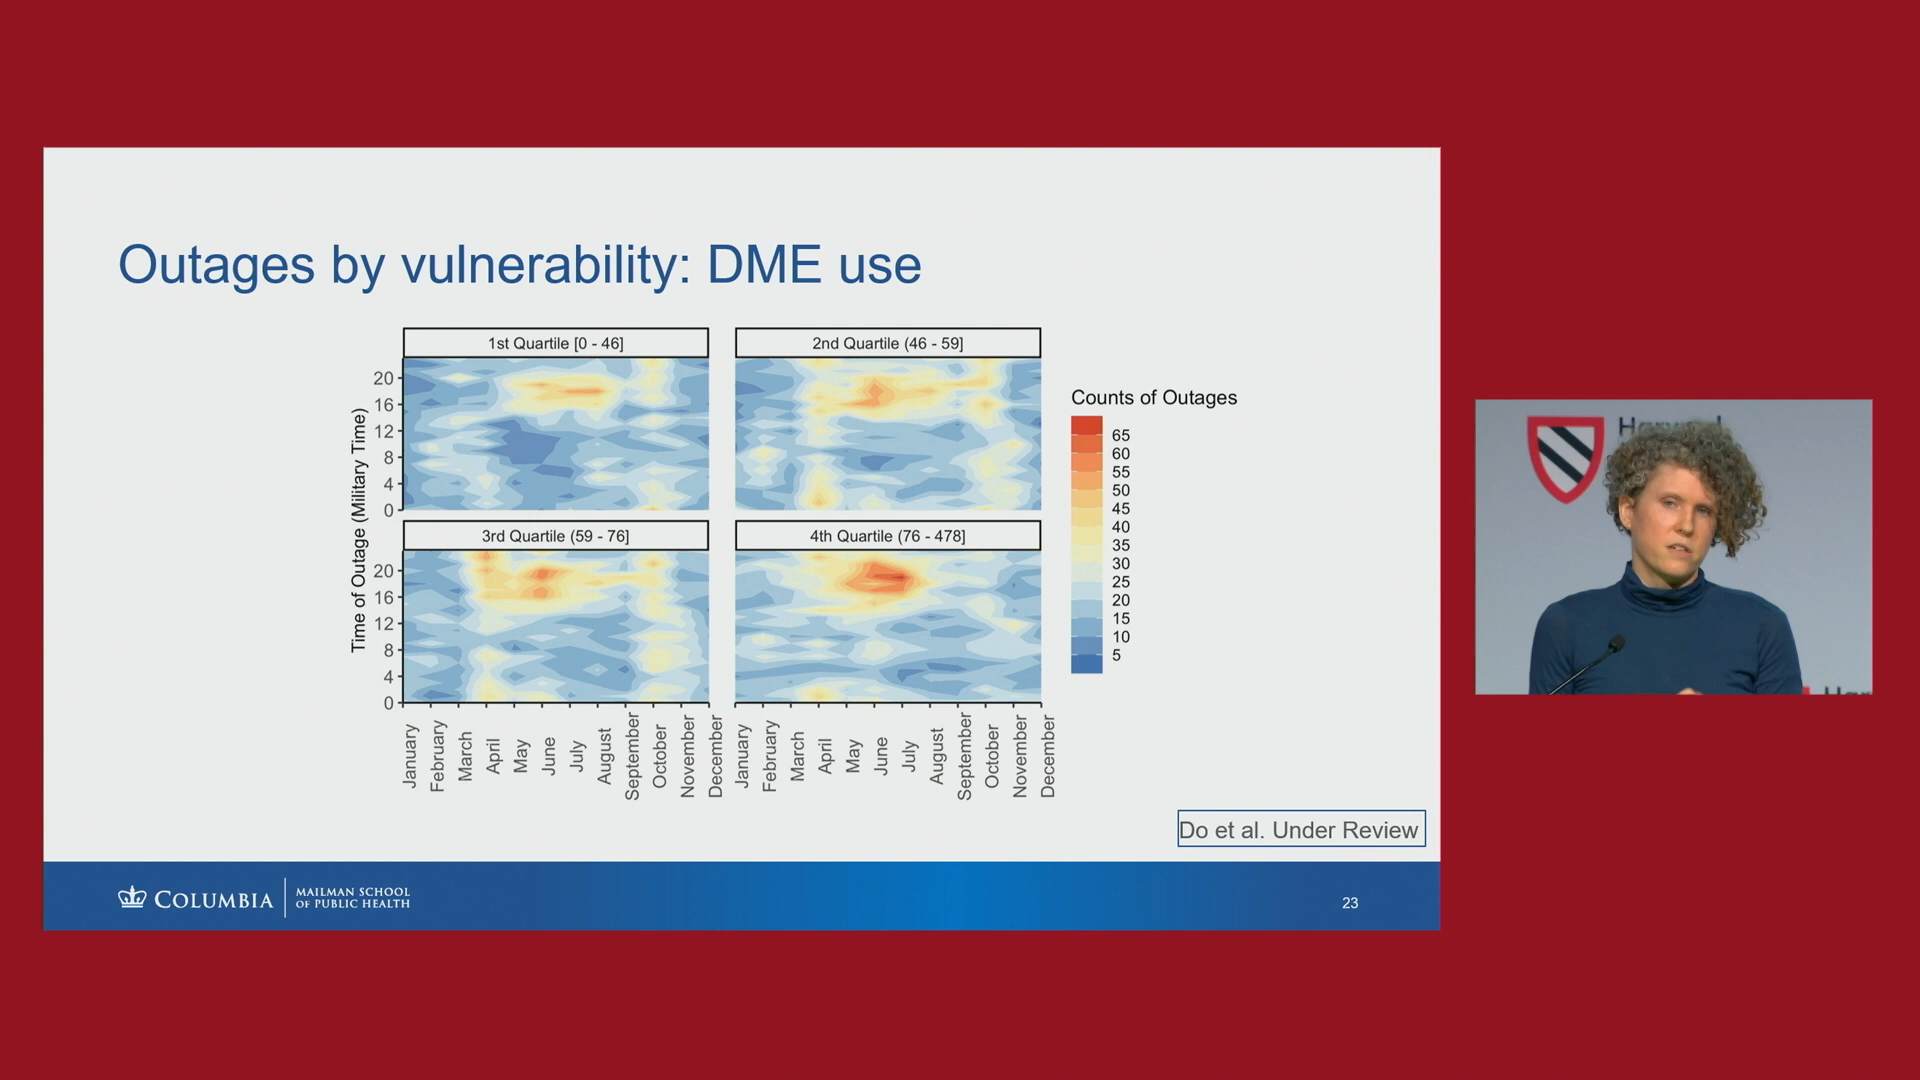 Outages by vulnerability: DME use
1st Quartile [0 - 46]
2nd Quartile (46 - 59]
20
16
12
8
4
0
3rd Quartile (59 - 76]
4th Quartile (76 - 478]
20
16
12
8
4
0
Time of Outage (Military Time)
January
February
March
April
May
June
July
August
September
October
November
December
January
February
March
April
May
June
July
August
September
October
November
December
Counts of Outages
65
60
55
50
45
40
35
30
25
20
15
10
5
Do et al. Under Review
COLUMBIA
MAILMAN SCHOOL
OF PUBLIC HEALTH
23